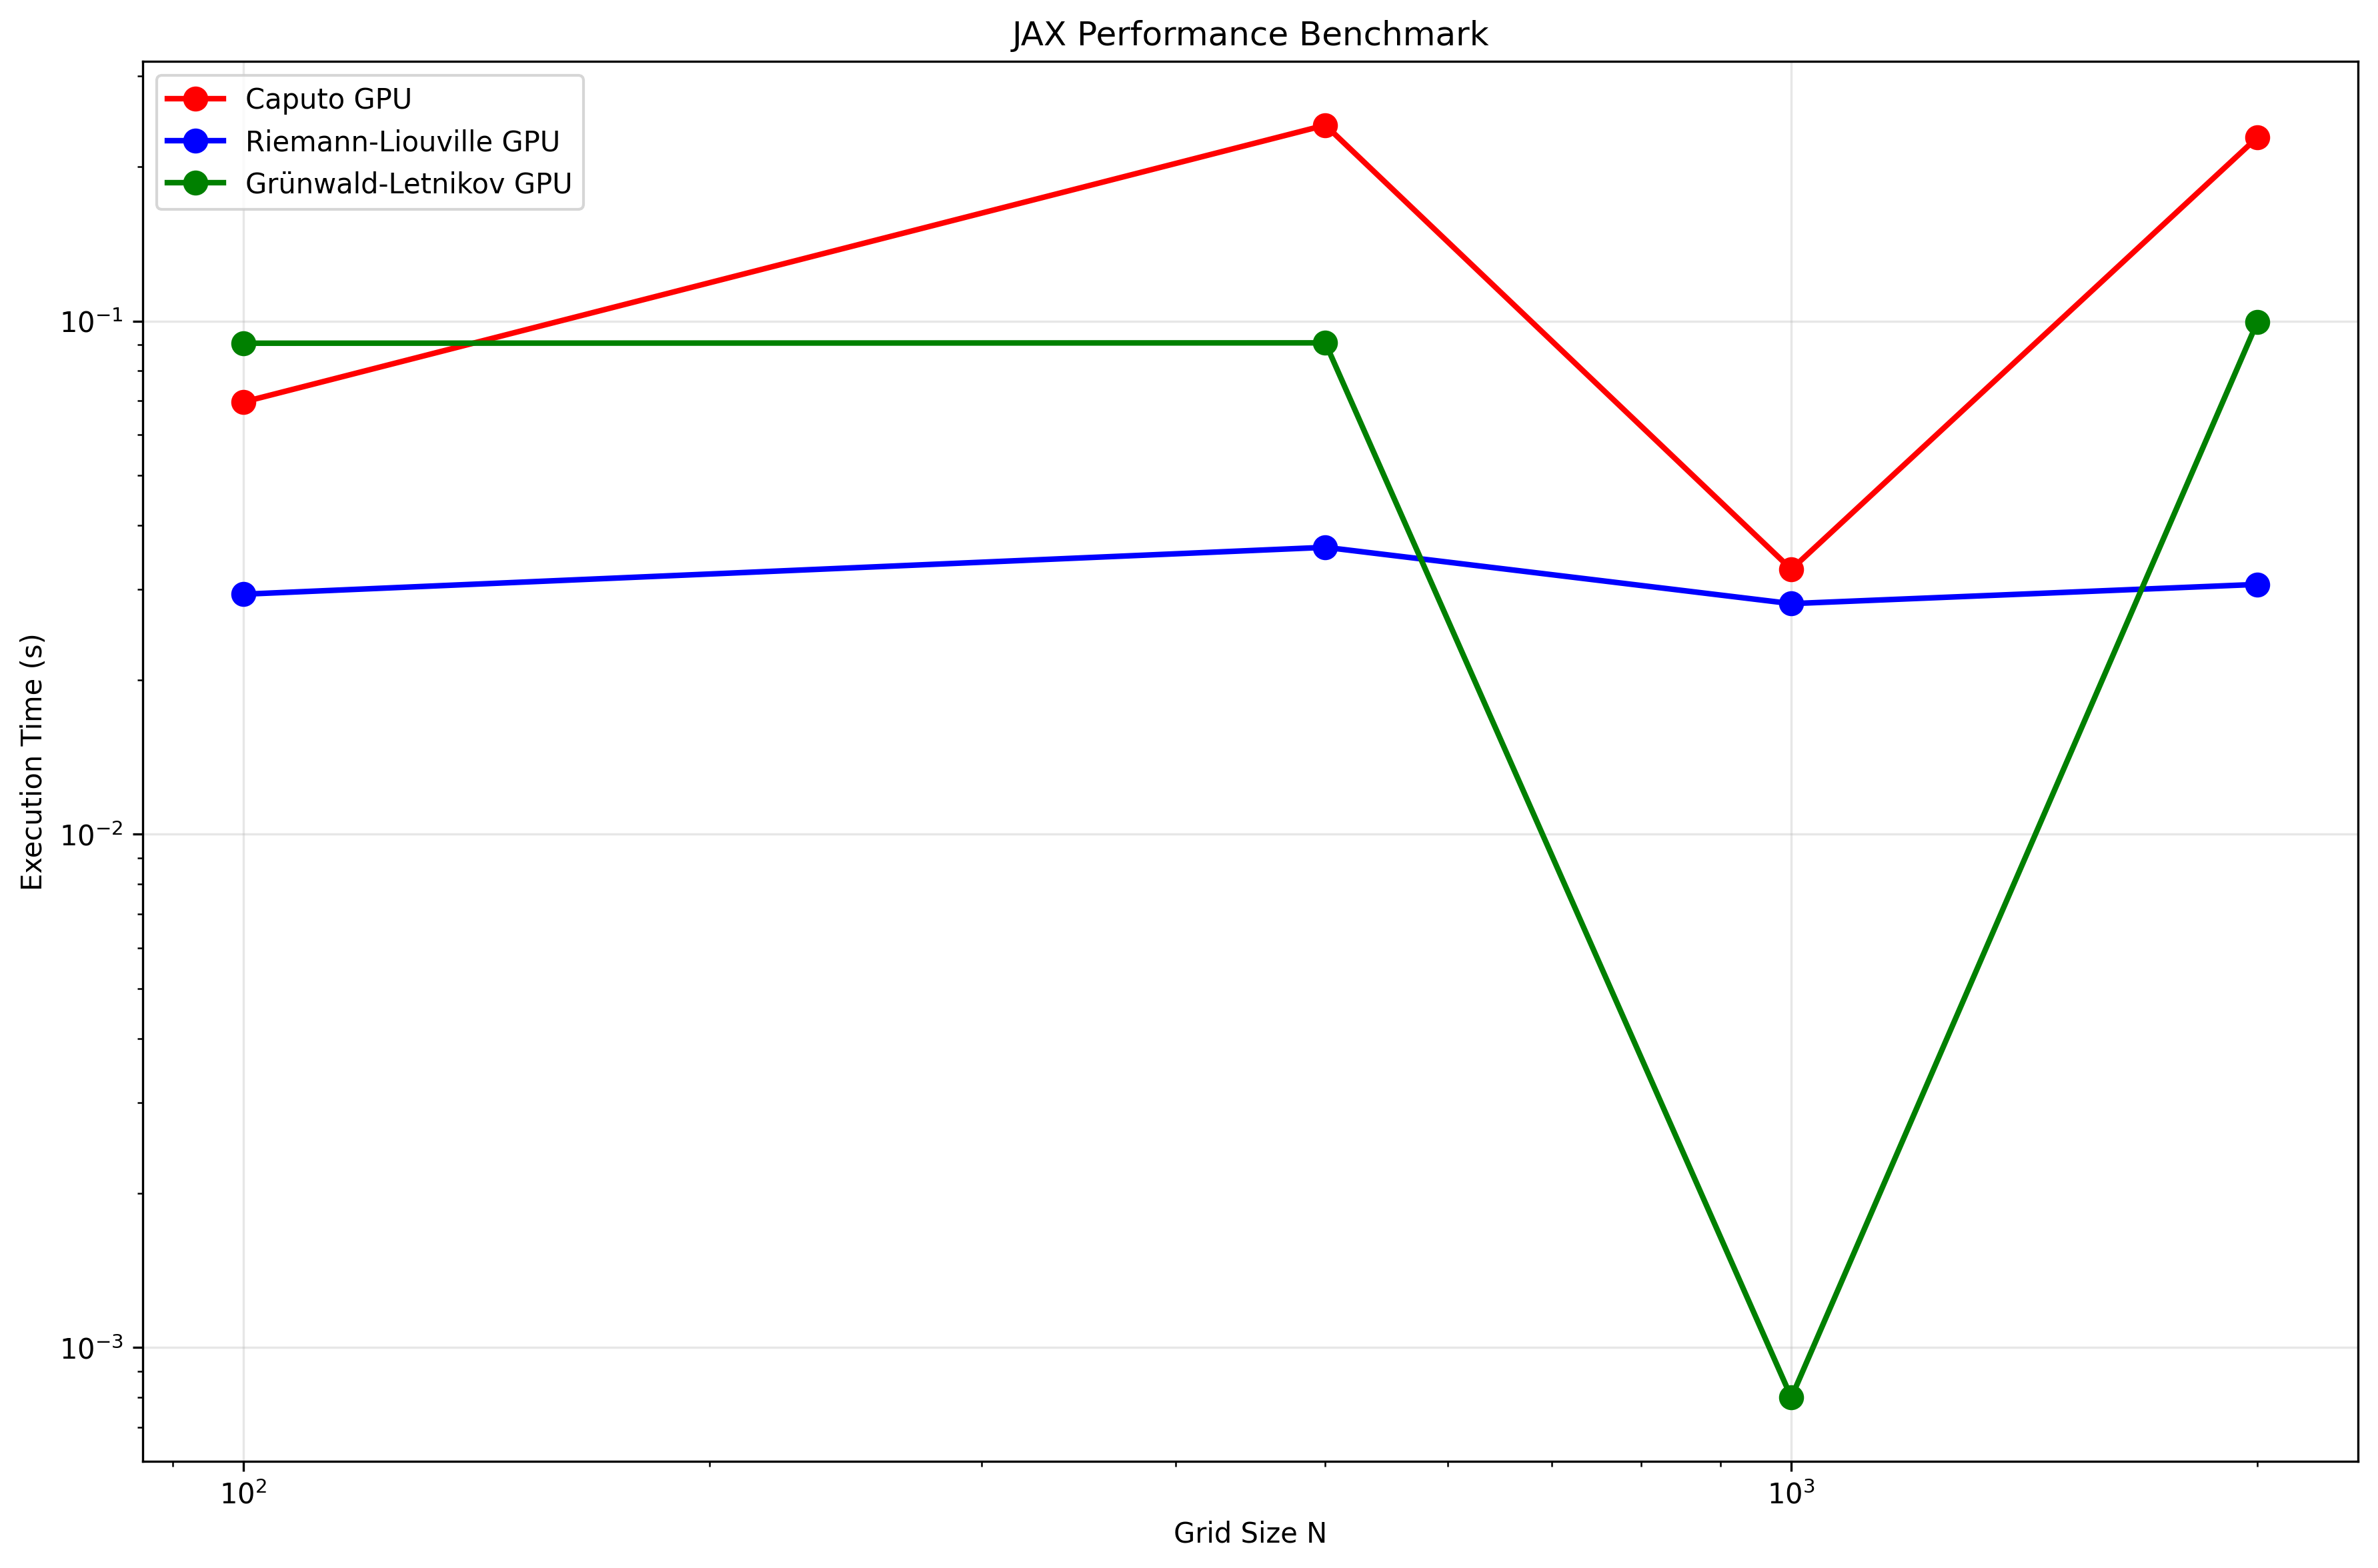 JAX Performance Benchmark
Caputo GPU
Riemann-Liouville GPU
Grünwald-Letnikov GPU
Execution Time (s)
10⁻¹
10⁻²
10⁻³
10²
10³
Grid Size N